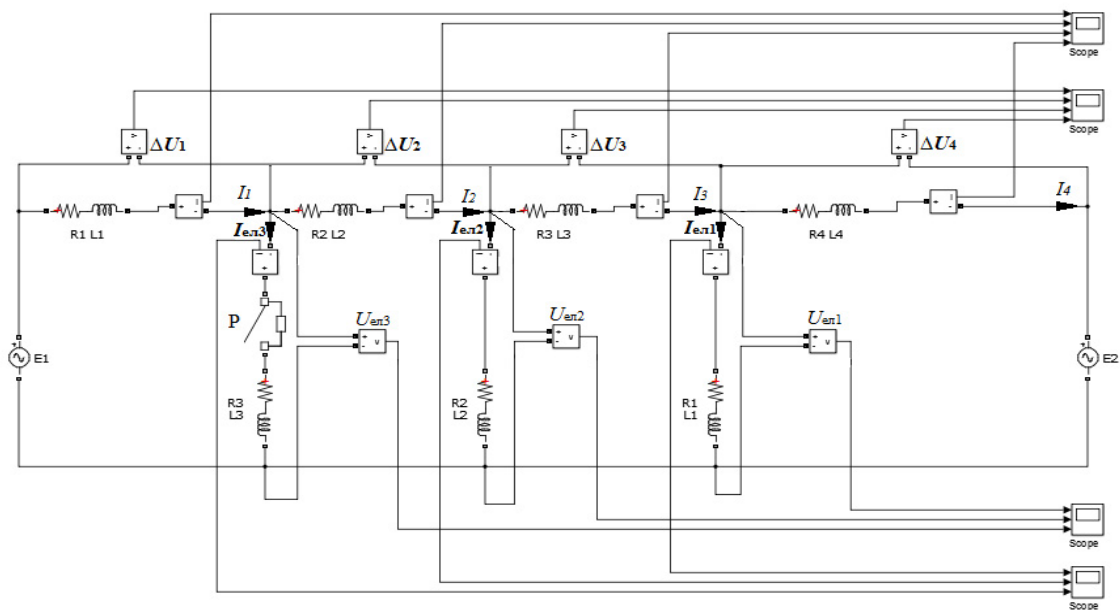 Scope
Scope
ΔU1
ΔU2
ΔU3
ΔU4
I1
I2
I3
I4
R1 L1
R2 L2
R3 L3
R4 L4
Iел3
Iел2
Iел1
P
Uел3
Uел2
Uел1
E1
E2
R3
L3
R2
L2
R1
L1
Scope
Scope